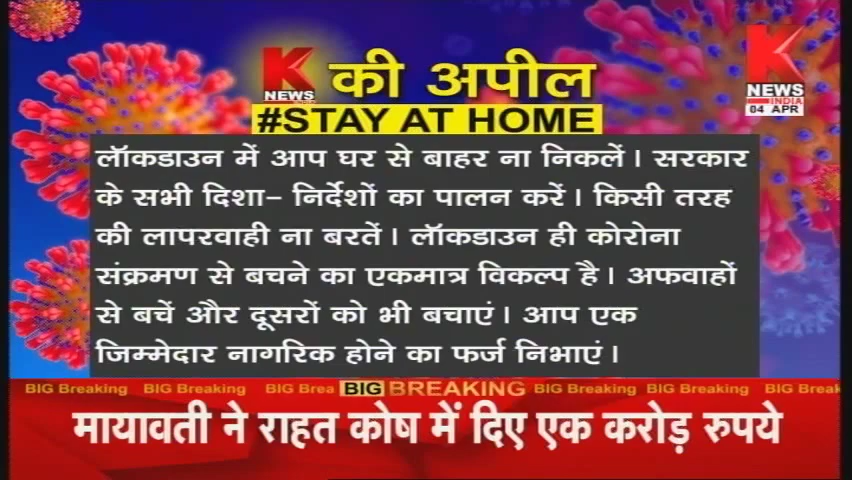 K NEWS की अपील
#STAY AT HOME
K NEWS INDIA
04 APR
लॉकडाउन में आप घर से बाहर ना निकलें। सरकार
के सभी दिशा- निर्देशों का पालन करें। किसी तरह
की लापरवाही ना बरतें। लॉकडाउन ही कोरोना
संक्रमण से बचने का एकमात्र विकल्प है। अफवाहों
से बचें और दूसरों को भी बचाएं। आप एक
जिम्मेदार नागरिक होने का फर्ज निभाएं।
BIG Breaking BIG Breaking BIG Brea BIG BREAKING BIG Breaking BIG Breaking BIG Break
मायावती ने राहत कोष में दिए एक करोड़ रुपये